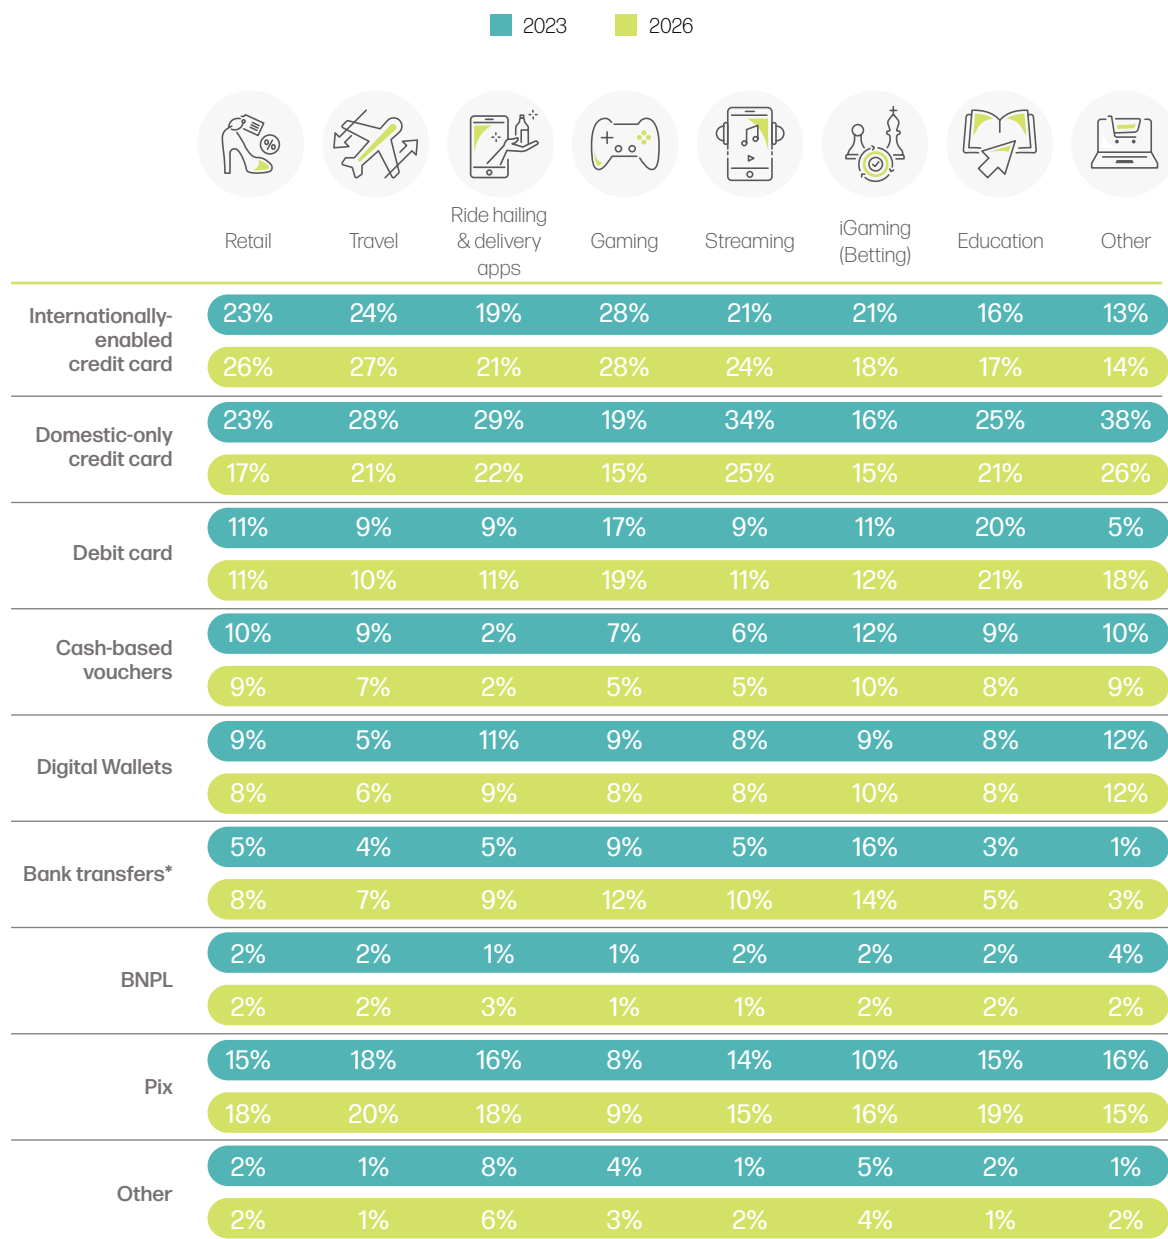 2023 2026
%
Retail Travel Ride hailing & delivery apps Gaming Streaming iGaming (Betting) Education Other
Internationally-enabled credit card
23% 24% 19% 28% 21% 21% 16% 13%
26% 27% 21% 28% 24% 18% 17% 14%
Domestic-only credit card
23% 28% 29% 19% 34% 16% 25% 38%
17% 21% 22% 15% 25% 15% 21% 26%
Debit card
11% 9% 9% 17% 9% 11% 20% 5%
11% 10% 11% 19% 11% 12% 21% 18%
Cash-based vouchers
10% 9% 2% 7% 6% 12% 9% 10%
9% 7% 2% 5% 5% 10% 8% 9%
Digital Wallets
9% 5% 11% 9% 8% 9% 8% 12%
8% 6% 9% 8% 8% 10% 8% 12%
Bank transfers*
5% 4% 5% 9% 5% 16% 3% 1%
8% 7% 9% 12% 10% 14% 5% 3%
BNPL
2% 2% 1% 1% 2% 2% 2% 4%
2% 2% 3% 1% 1% 2% 2% 2%
Pix
15% 18% 16% 8% 14% 10% 15% 16%
18% 20% 18% 9% 15% 16% 19% 15%
Other
2% 1% 8% 4% 1% 5% 2% 1%
2% 1% 6% 3% 2% 4% 1% 2%